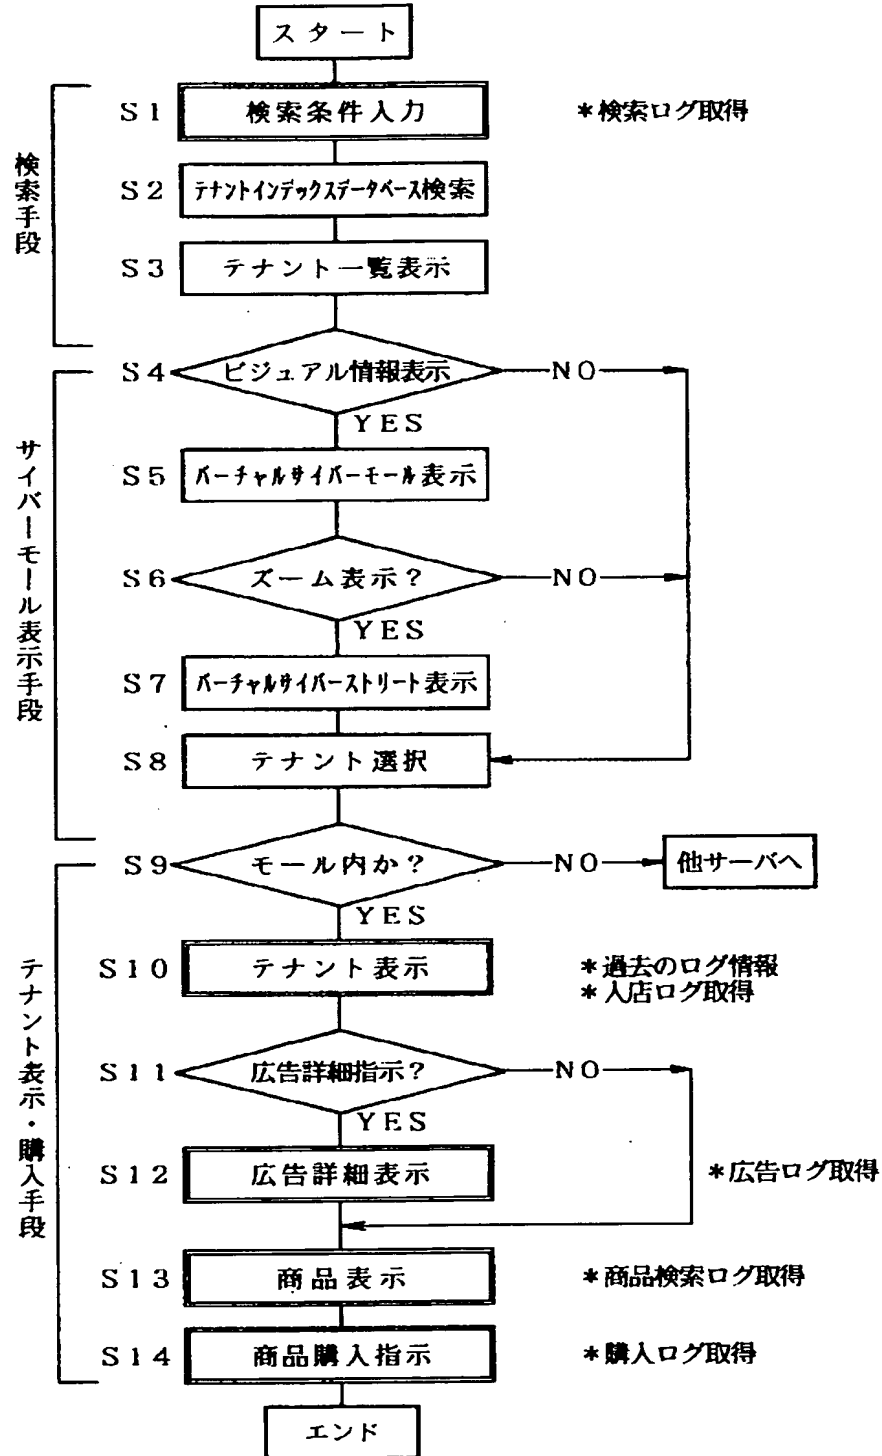 スタート
検索手段
S1 検索条件入力 *検索ログ取得
S2 テナントインデックスデータベース検索
S3 テナント一覧表示
サイバーモール表示手段
S4 ビジュアル情報表示 NO
YES
S5 バーチャルサイバーモール表示
S6 ズーム表示? NO
YES
S7 バーチャルサイバーストリート表示
S8 テナント選択
テナント表示・購入手段
S9 モール内か? NO 他サーバへ
YES
S10 テナント表示 *過去のログ情報
*入店ログ取得
S11 広告詳細指示? NO
YES
S12 広告詳細表示 *広告ログ取得
S13 商品表示 *商品検索ログ取得
S14 商品購入指示 *購入ログ取得
エンド